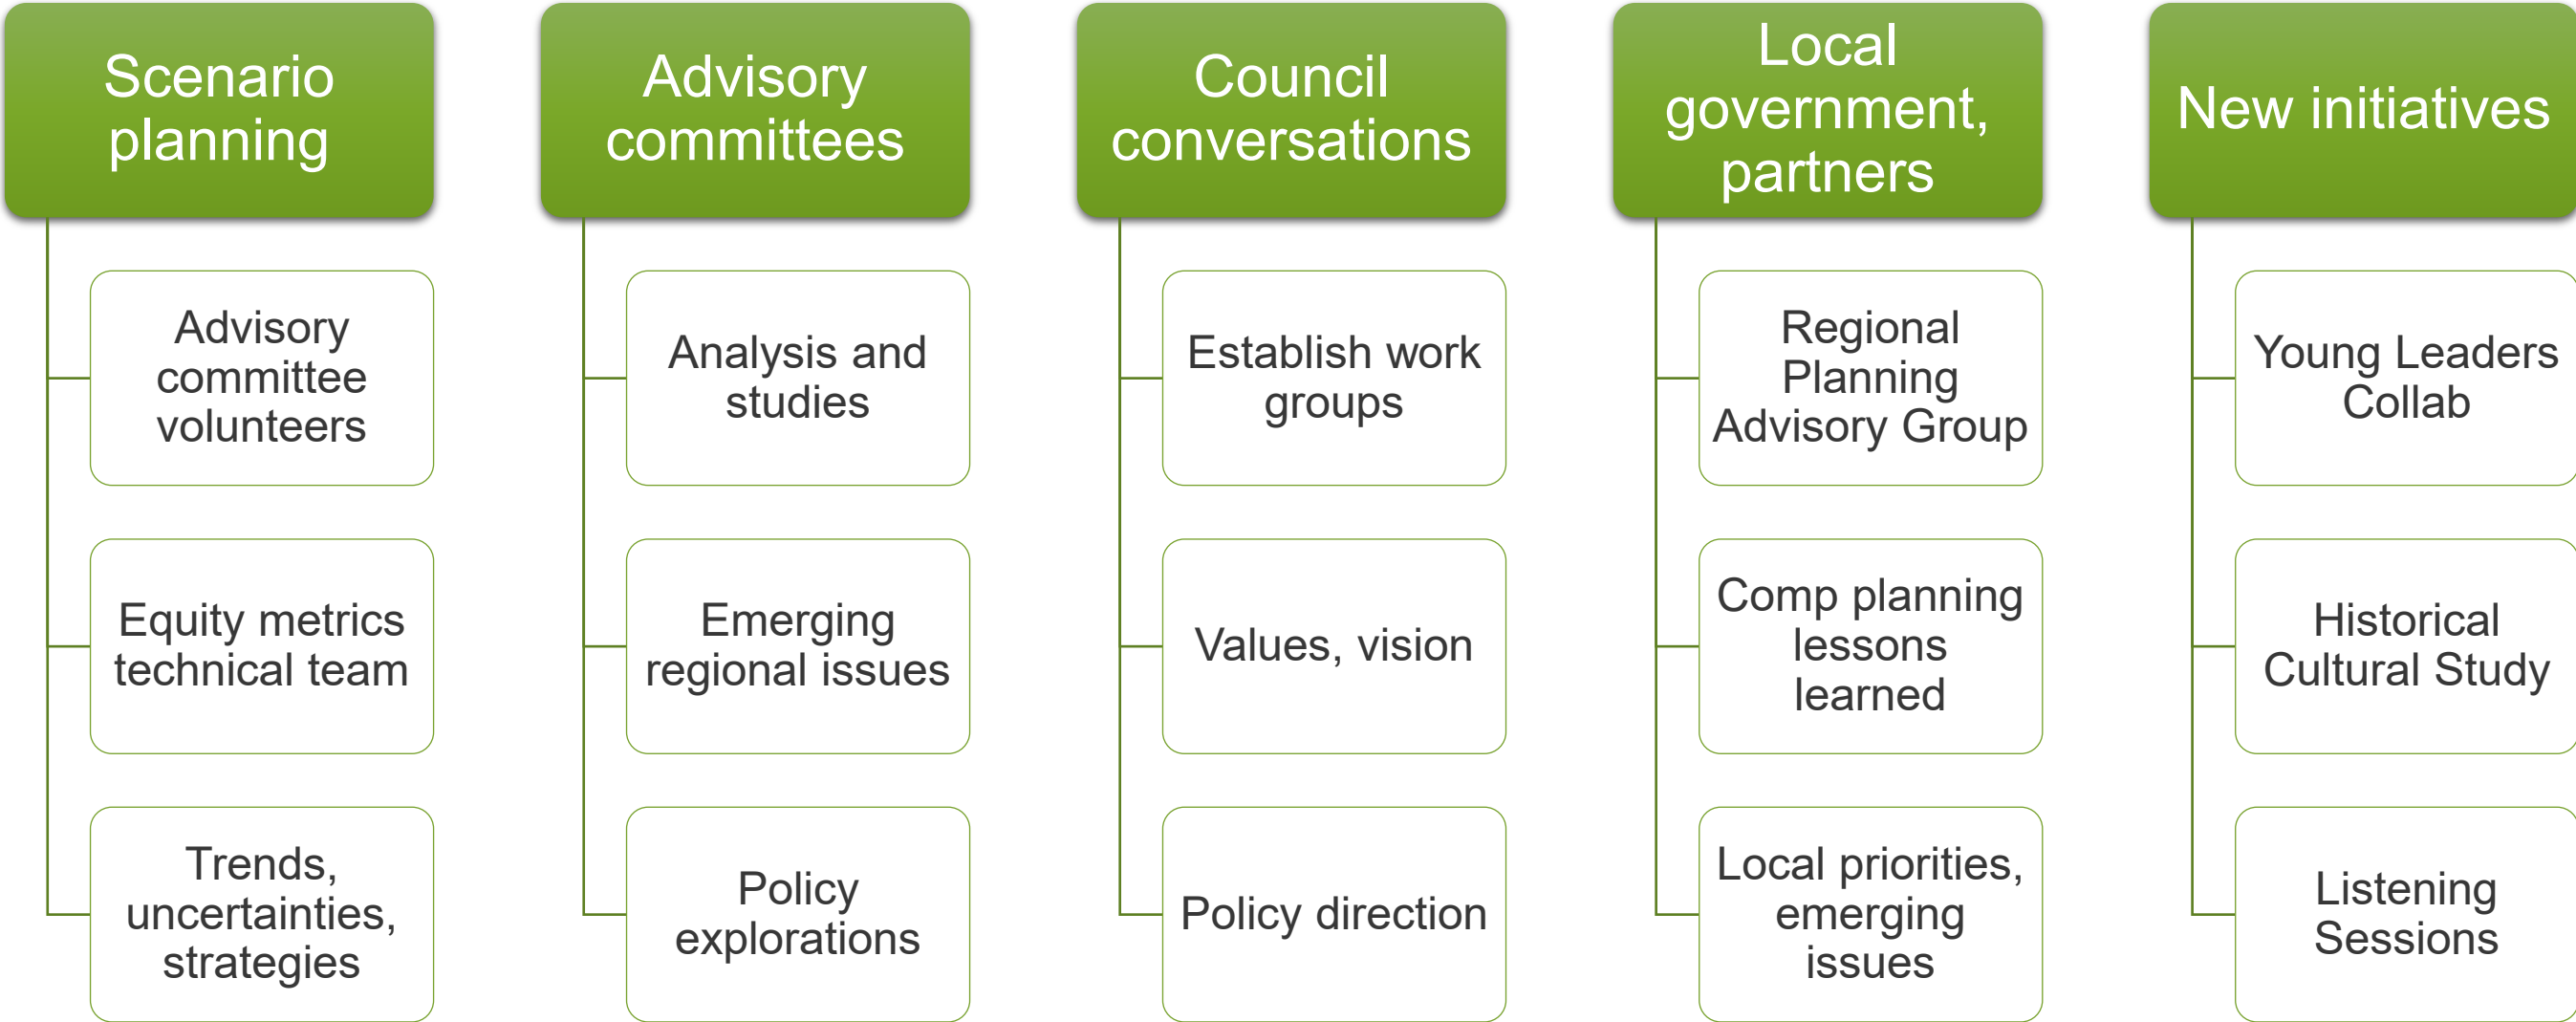 Scenario
planning
Advisory
committee
volunteers
Equity metrics
technical team
Trends,
uncertainties,
strategies
Advisory
committees
Analysis and
studies
Emerging
regional issues
Policy
explorations
Council
conversations
Establish work
groups
Values, vision
Policy direction
Local
government,
partners
Regional
Planning
Advisory Group
Comp planning
lessons
learned
Local priorities,
emerging
issues
New initiatives
Young Leaders
Collab
Historical
Cultural Study
Listening
Sessions